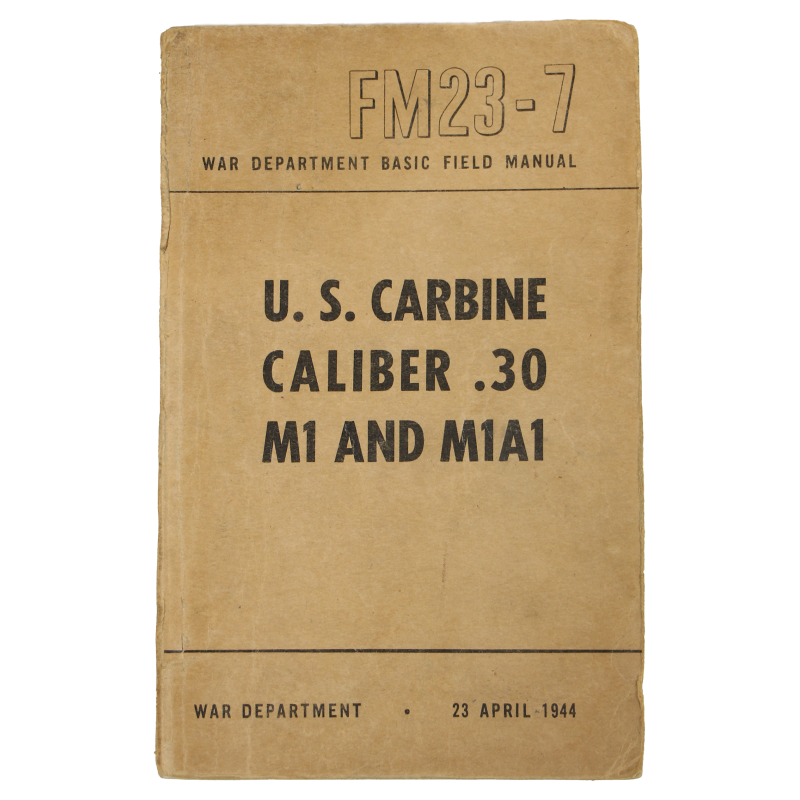 FM23-7
WAR DEPARTMENT BASIC FIELD MANUAL
U. S. CARBINE
CALIBER .30
M1 AND M1A1
WAR DEPARTMENT • 23 APRIL 1944